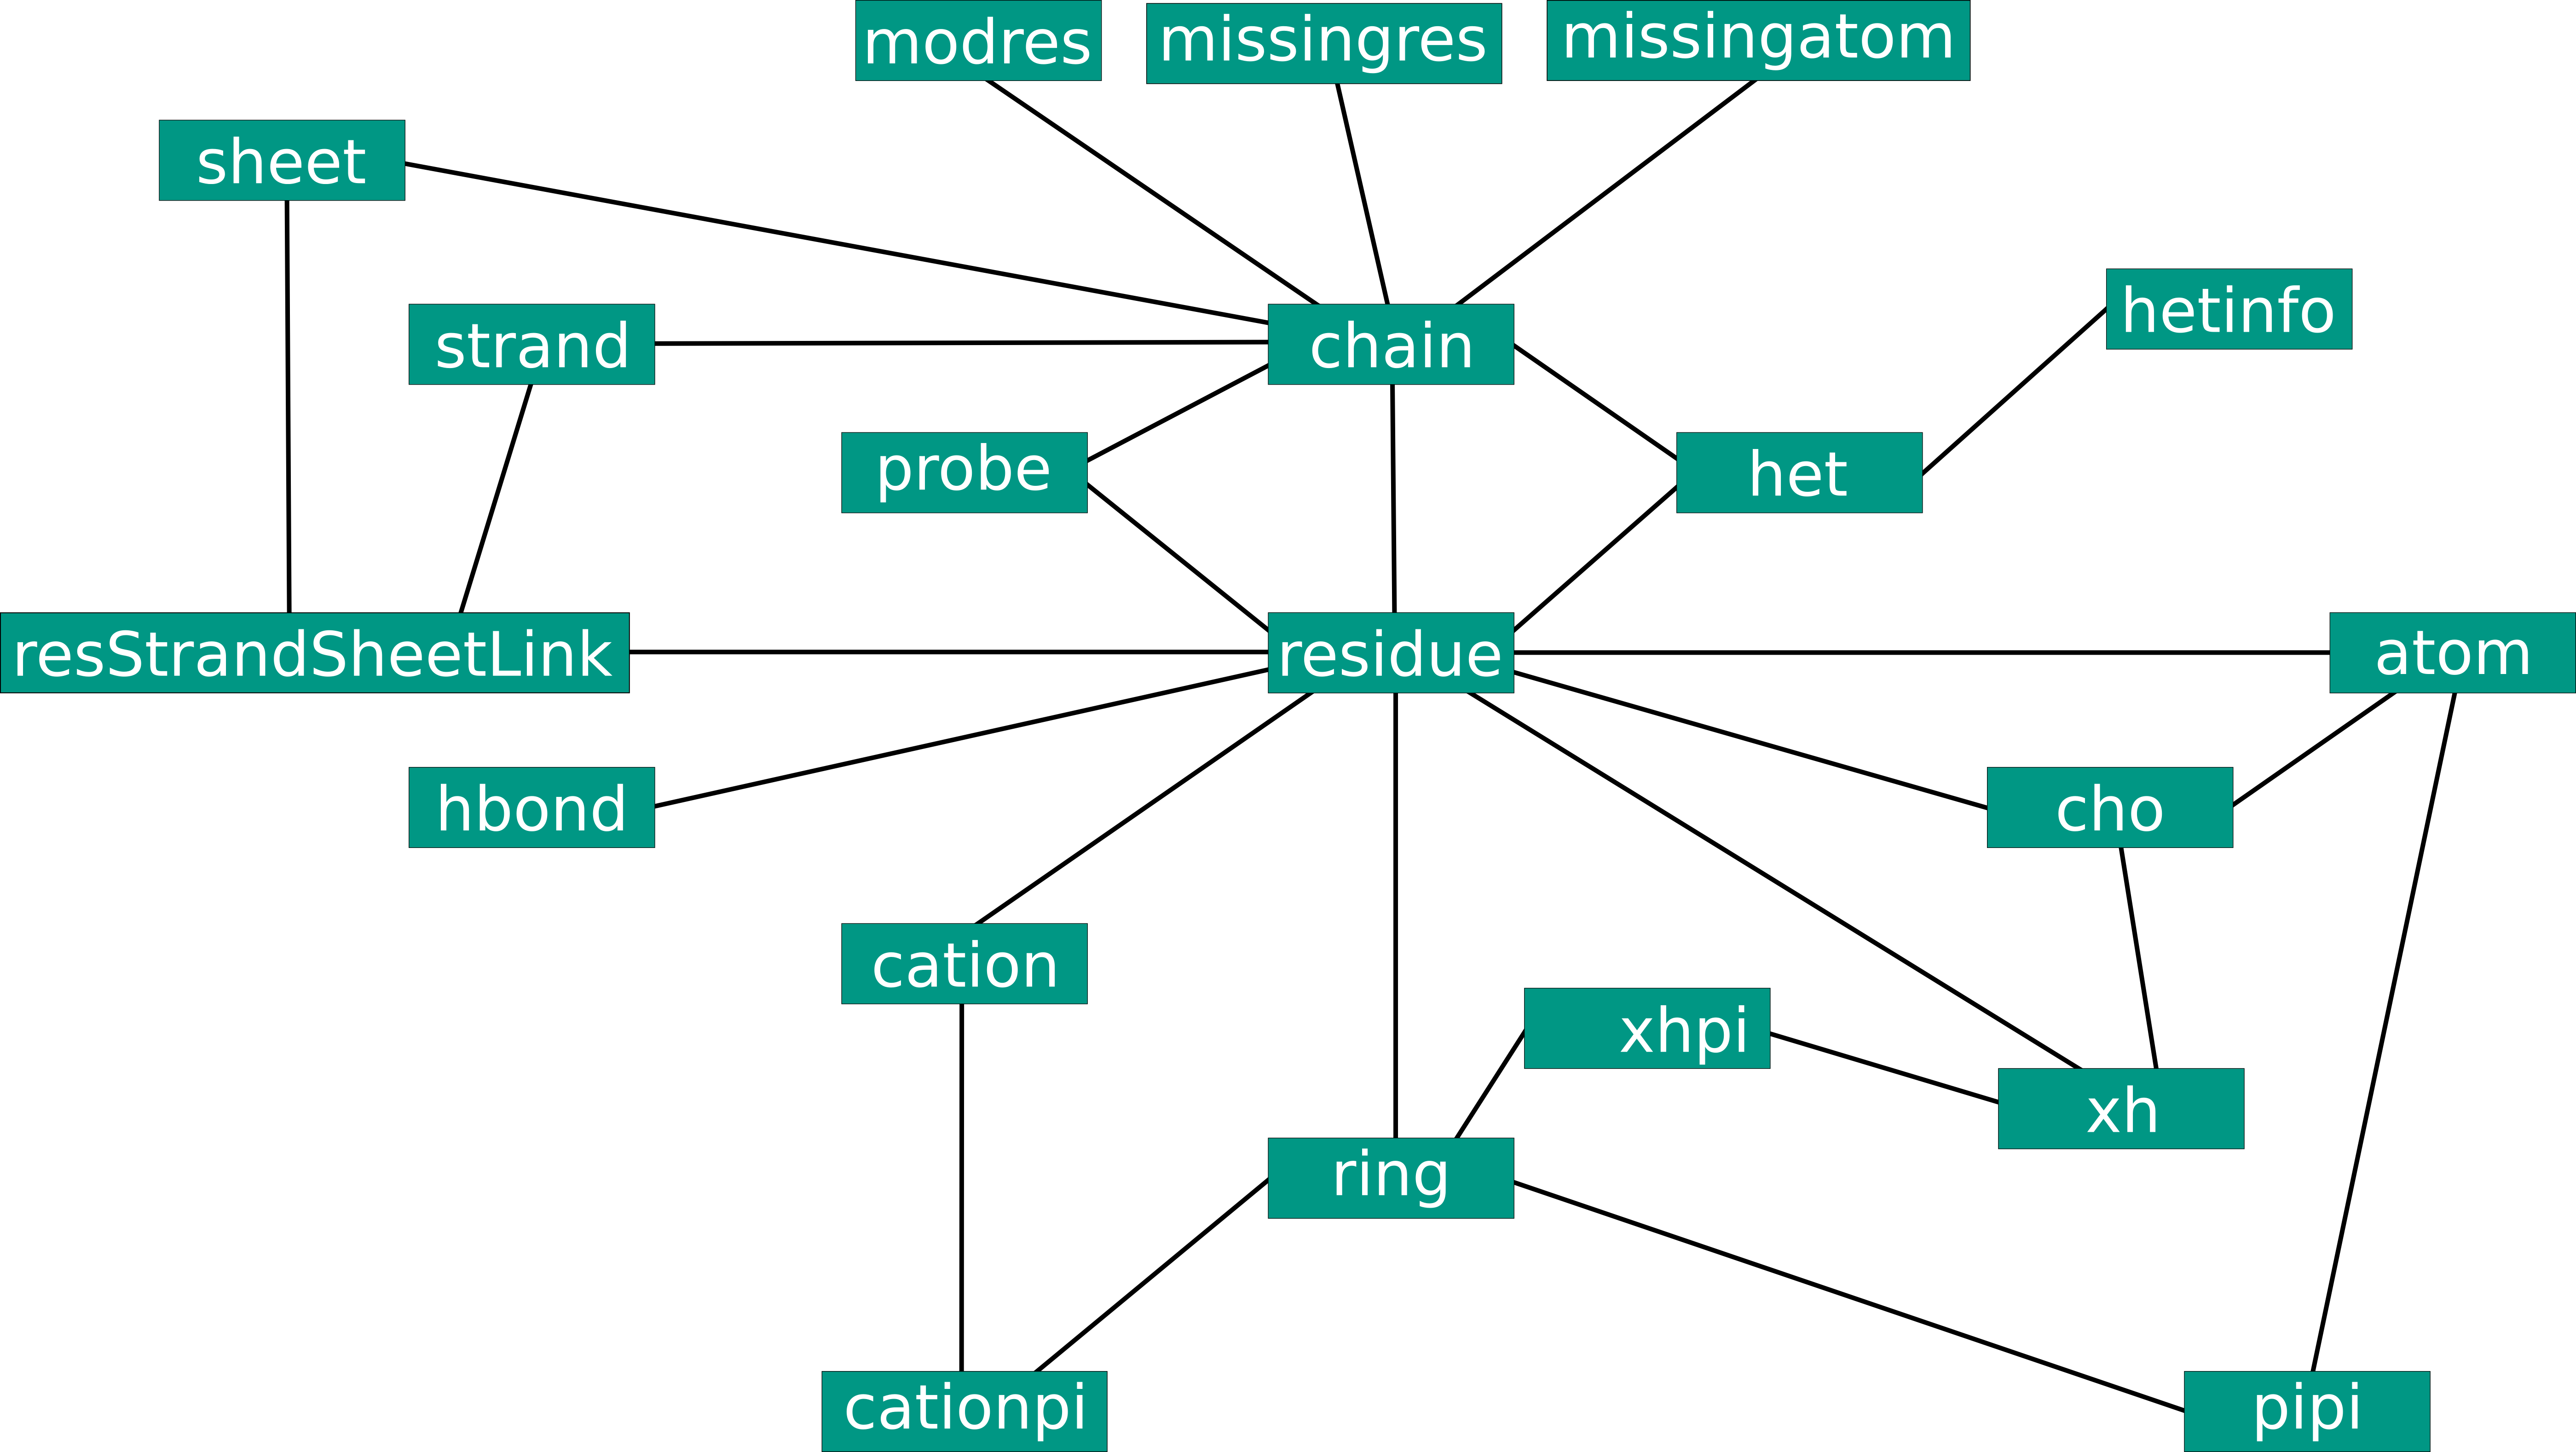 modres
missingres
missingatom
sheet
hetinfo
strand
chain
probe
het
resStrandSheetLink
residue
atom
hbond
cho
cation
xhpi
xh
ring
cationpi
pipi